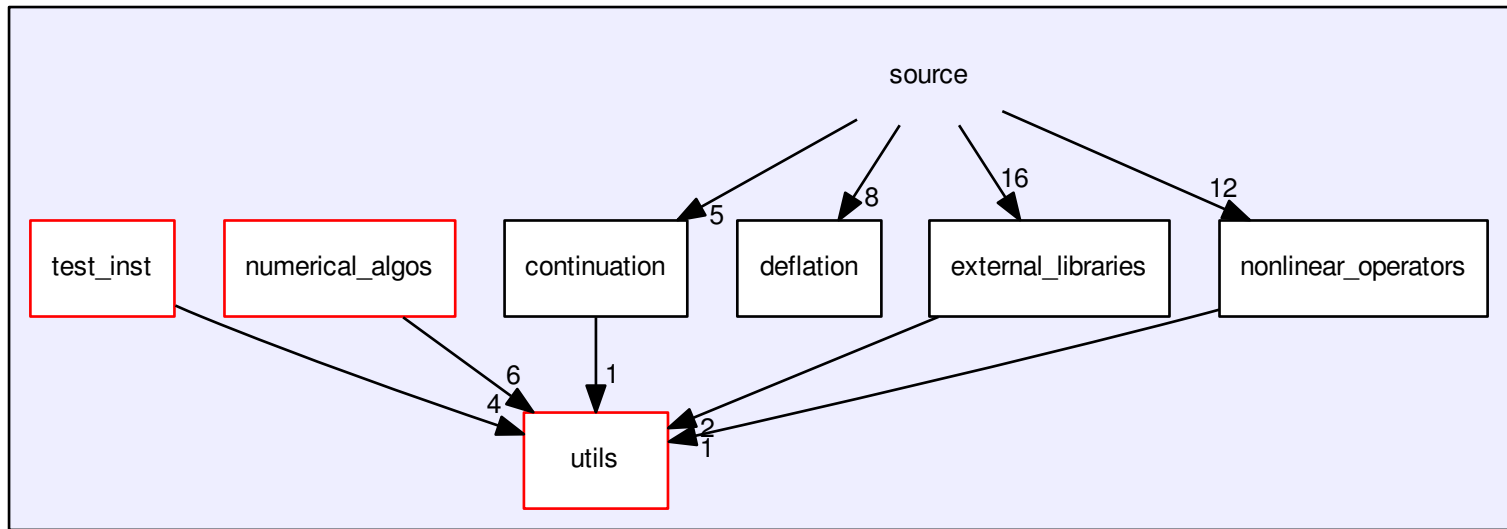 source
5
8
16
12
test_inst
numerical_algos
continuation
deflation
external_libraries
nonlinear_operators
4
6
1
2
1
utils